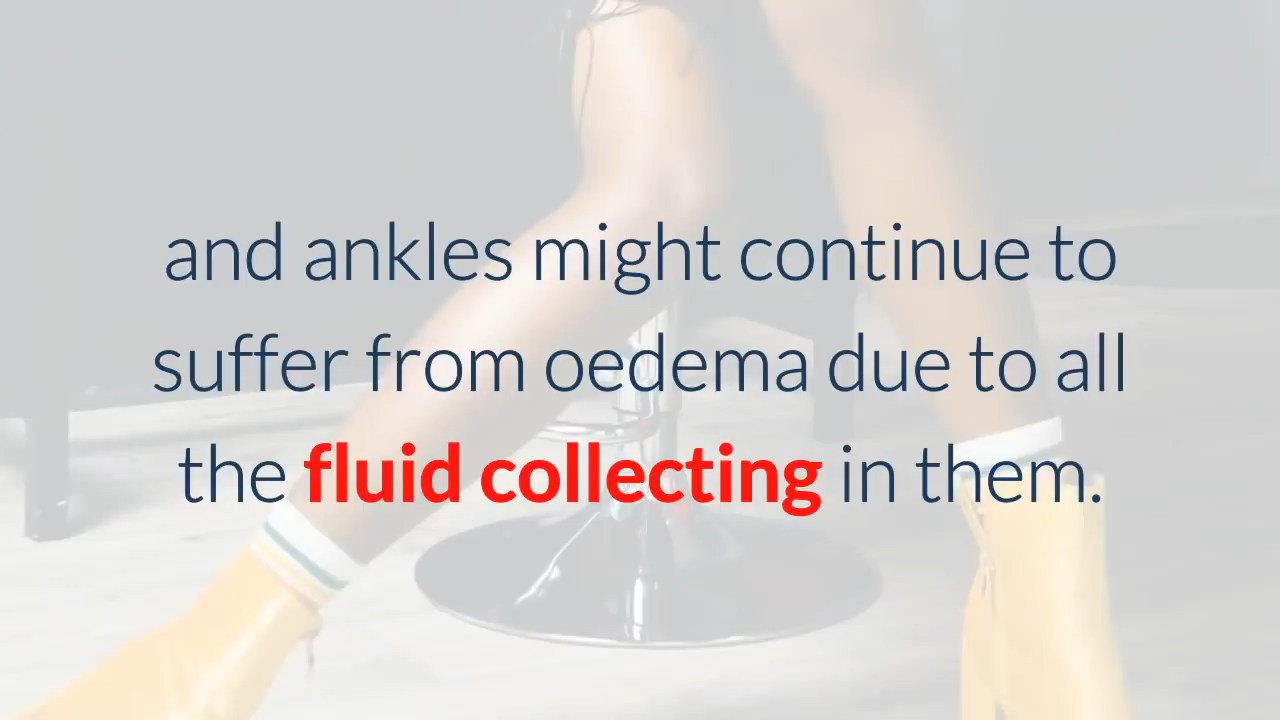 and ankles might continue to
suffer from oedema due to all
the fluid collecting in them.